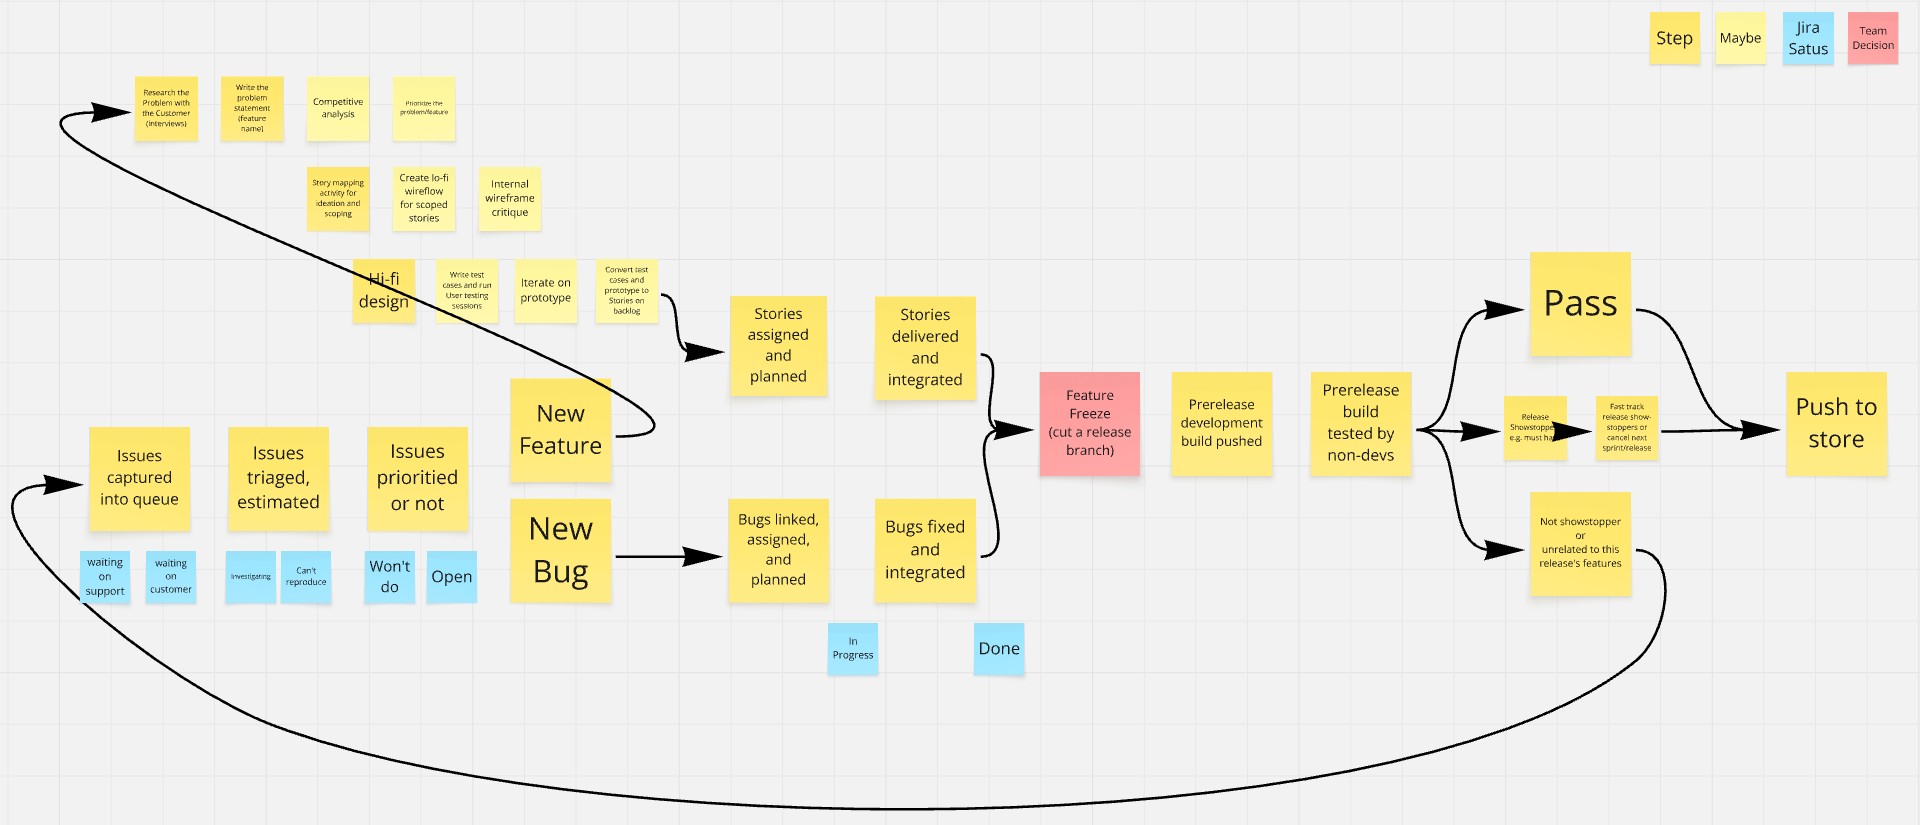 Step
Maybe
Jira
Satus
Team
Decision
Research the
Problem with
the Customer
(interviews)
Write the
problem
statement
(feature
name)
Competitive
analysis
Prioritize the
problem/feature
Story mapping
activity for
ideation and
scoping
Create lo-fi
wireflow
for scoped
stories
Internal
wireframe
critique
Hi-fi
design
Write test
cases and run
User testing
sessions
Iterate on
prototype
Convert test
cases and
prototype to
Stories on
backlog
Stories
assigned
and
planned
Stories
delivered
and
integrated
Issues
captured
into queue
Issues
triaged,
estimated
Issues
prioritied
or not
New
Feature
New
Bug
Bugs linked,
assigned,
and
planned
Bugs fixed
and
integrated
waiting
on
support
waiting
on
customer
Investigating
Can't
reproduce
Won't
do
Open
In
Progress
Done
Feature
Freeze
(cut a release
branch)
Prerelease
development
build pushed
Prerelease
build
tested by
non-devs
Pass
Release
e.g. must
Fast track
release show-
stoppers or
cancel next
sprint/release
Not showstopper
or
unrelated to this
release's features
Push to
store